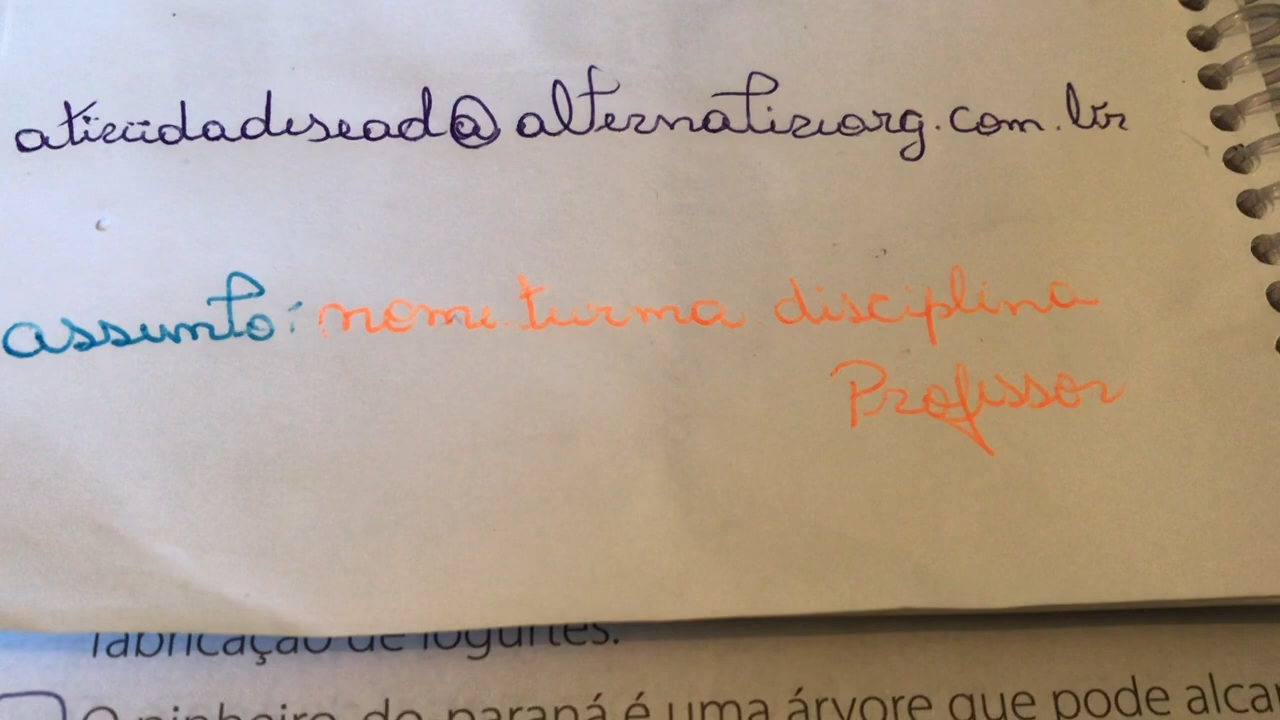 atividadesead@alternativorg.com.br
assunto: nome turma disciplina
Professor
fabricação de iogurtes.
O pinheiro do paraná é uma árvore que pode alcan